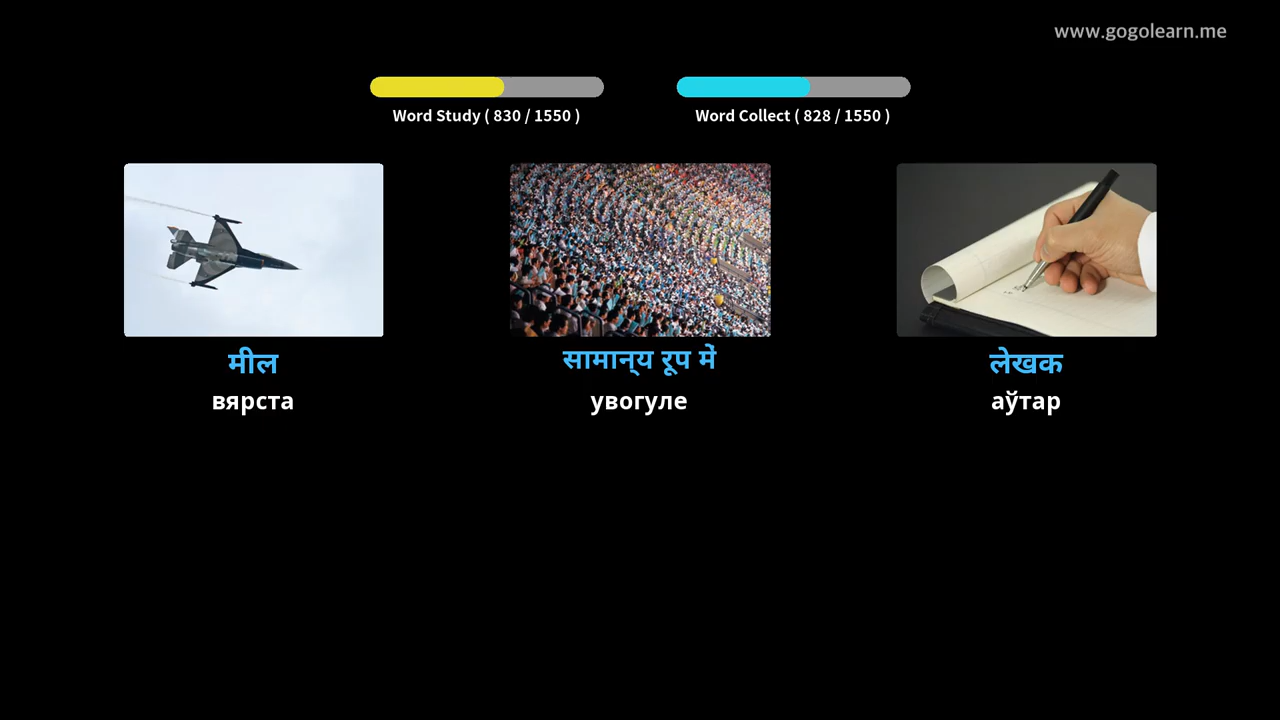 www.gogolearn.me
Word Study ( 830 / 1550 )
Word Collect ( 828 / 1550 )
मील
सामान्य रूप में
लेखक
вярста
увогуле
аўтар